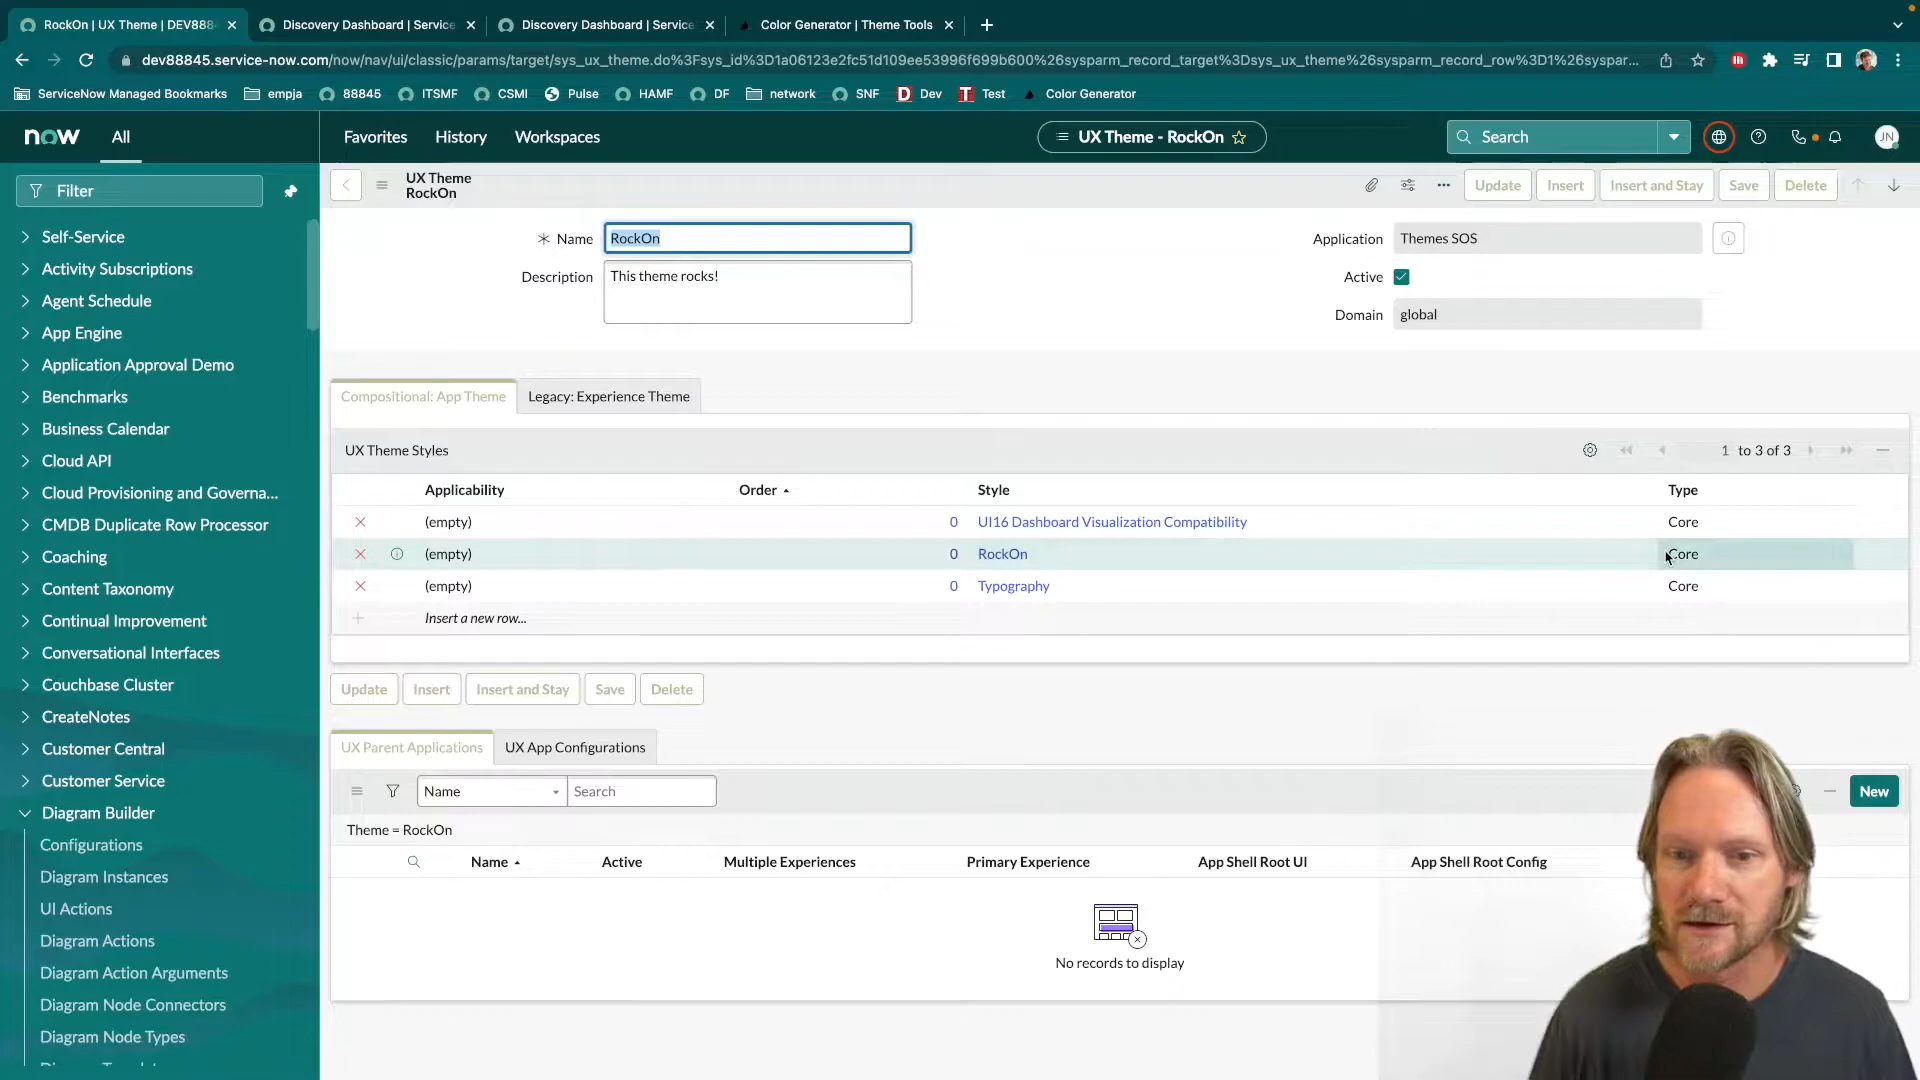 RockOn | UX Theme | DEV888
Discovery Dashboard | Service
Discovery Dashboard | Service
Color Generator | Theme Tools
dev88845.service-now.com/now/nav/ui/classic/params/target/sys_ux_theme.do%3Fsys_id%3D1a06123e2fc51d109ee53996f699b600%26sysparm_record_target%3Dsys_ux_theme%26sysparm_record_row%3D1%26syspar...
ServiceNow Managed Bookmarks
empja
88845
ITSMF
CSMI
Pulse
HAMF
DF
network
SNF
D Dev
T Test
Color Generator
now
All
Favorites
History
Workspaces
UX Theme - RockOn
Search
JN
Filter
UX Theme
RockOn
Update
Insert
Insert and Stay
Save
Delete
Self-Service
Activity Subscriptions
Agent Schedule
App Engine
Application Approval Demo
Benchmarks
Business Calendar
Cloud API
Cloud Provisioning and Governa...
CMDB Duplicate Row Processor
Coaching
Content Taxonomy
Continual Improvement
Conversational Interfaces
Couchbase Cluster
CreateNotes
Customer Central
Customer Service
Diagram Builder
Configurations
Diagram Instances
UI Actions
Diagram Actions
Diagram Action Arguments
Diagram Node Connectors
Diagram Node Types
Name
RockOn
Application
Themes SOS
Description
This theme rocks!
Active
Domain
global
Compositional: App Theme
Legacy: Experience Theme
UX Theme Styles
1 to 3 of 3
Applicability
Order
Style
Type
(empty)
0
UI16 Dashboard Visualization Compatibility
Core
(empty)
0
RockOn
Core
(empty)
0
Typography
Core
Insert a new row...
Update
Insert
Insert and Stay
Save
Delete
UX Parent Applications
UX App Configurations
Name
Search
New
Theme = RockOn
Name
Active
Multiple Experiences
Primary Experience
App Shell Root UI
App Shell Root Config
No records to display